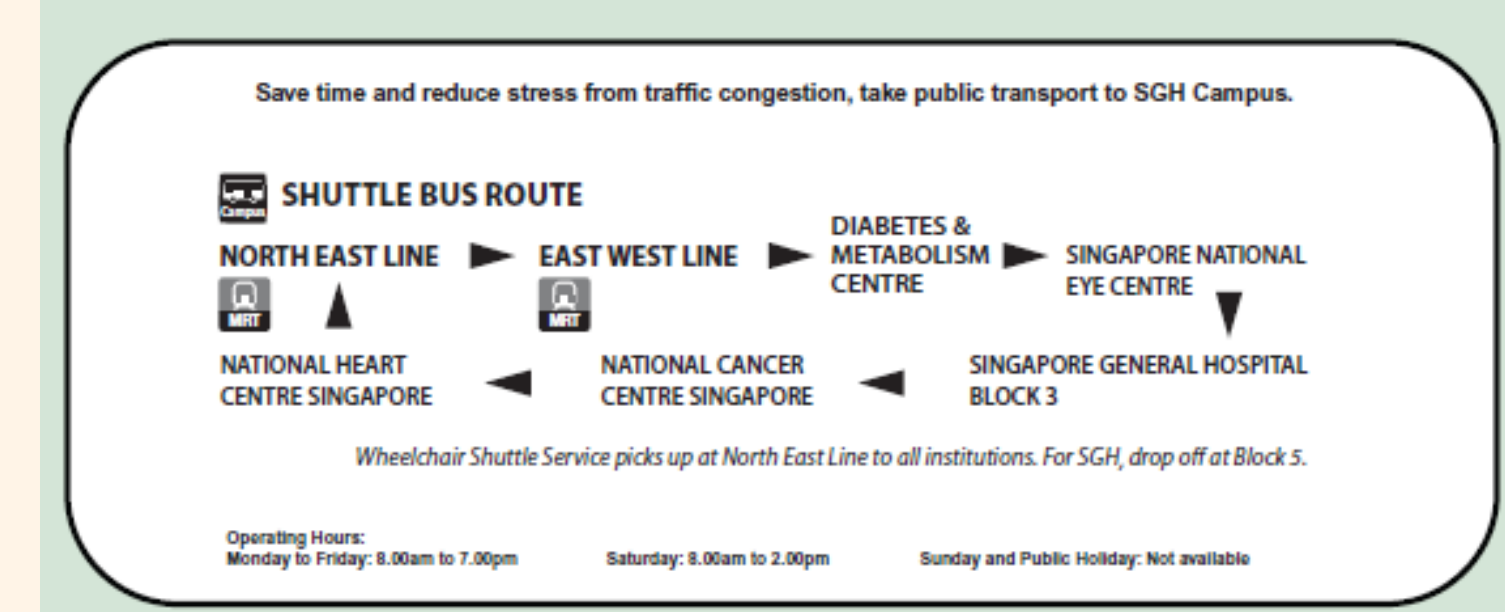 Save time and reduce stress from traffic congestion, take public transport to SGH Campus.
Campus
SHUTTLE BUS ROUTE
NORTH EAST LINE
MRT
EAST WEST LINE
MRT
DIABETES &
METABOLISM
CENTRE
SINGAPORE NATIONAL
EYE CENTRE
NATIONAL HEART
CENTRE SINGAPORE
NATIONAL CANCER
CENTRE SINGAPORE
SINGAPORE GENERAL HOSPITAL
BLOCK 3
Wheelchair Shuttle Service picks up at North East Line to all institutions. For SGH, drop off at Block 5.
Operating Hours:
Monday to Friday: 8.00am to 7.00pm
Saturday: 8.00am to 2.00pm
Sunday and Public Holiday: Not available